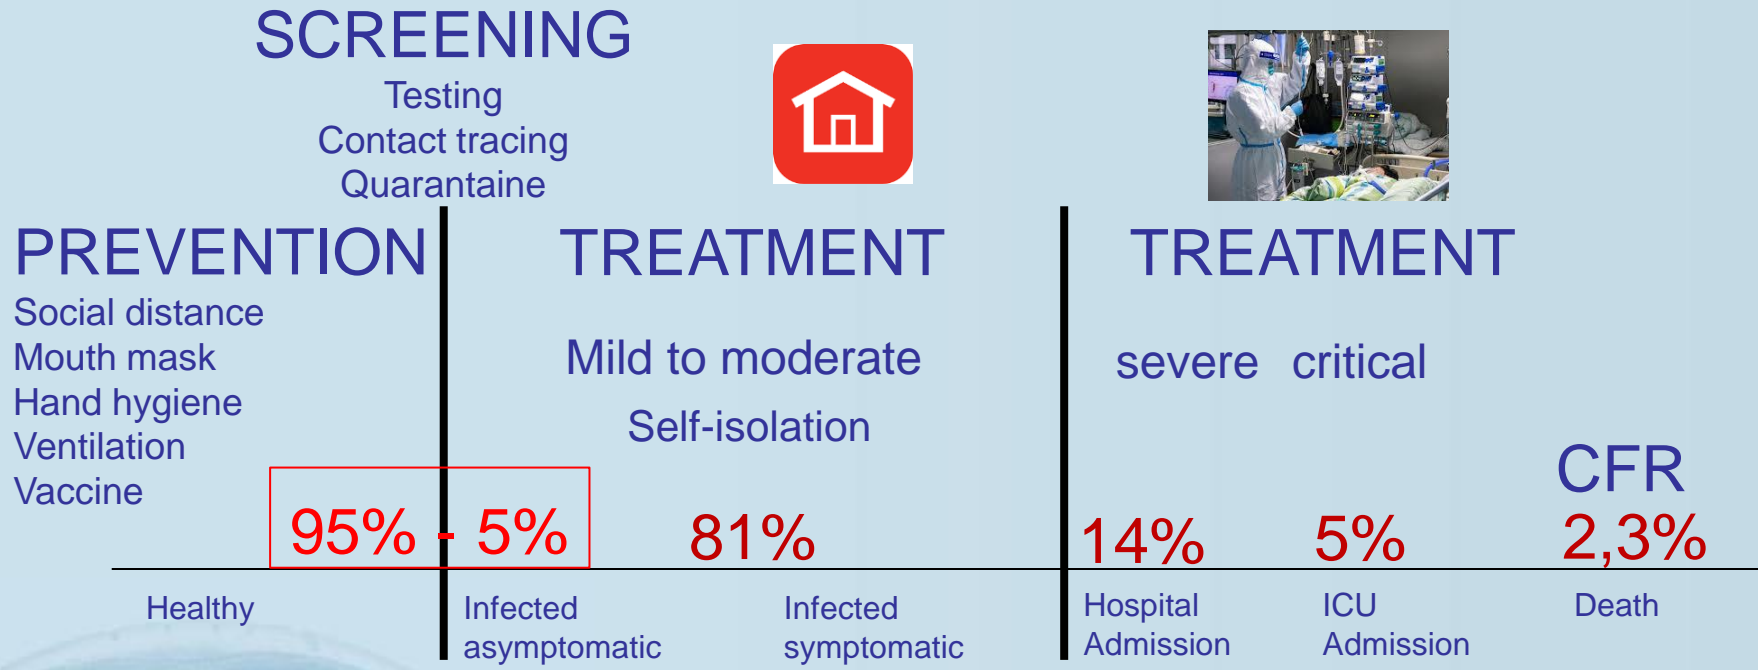 SCREENING
Testing
Contact tracing
Quarantaine
PREVENTION
Social distance
Mouth mask
Hand hygiene
Ventilation
Vaccine
TREATMENT
Mild to moderate
Self-isolation
TREATMENT
severe critical
CFR
95% - 5%
81%
14%
5%
2,3%
Healthy
Infected
asymptomatic
Infected
symptomatic
Hospital
Admission
ICU
Admission
Death